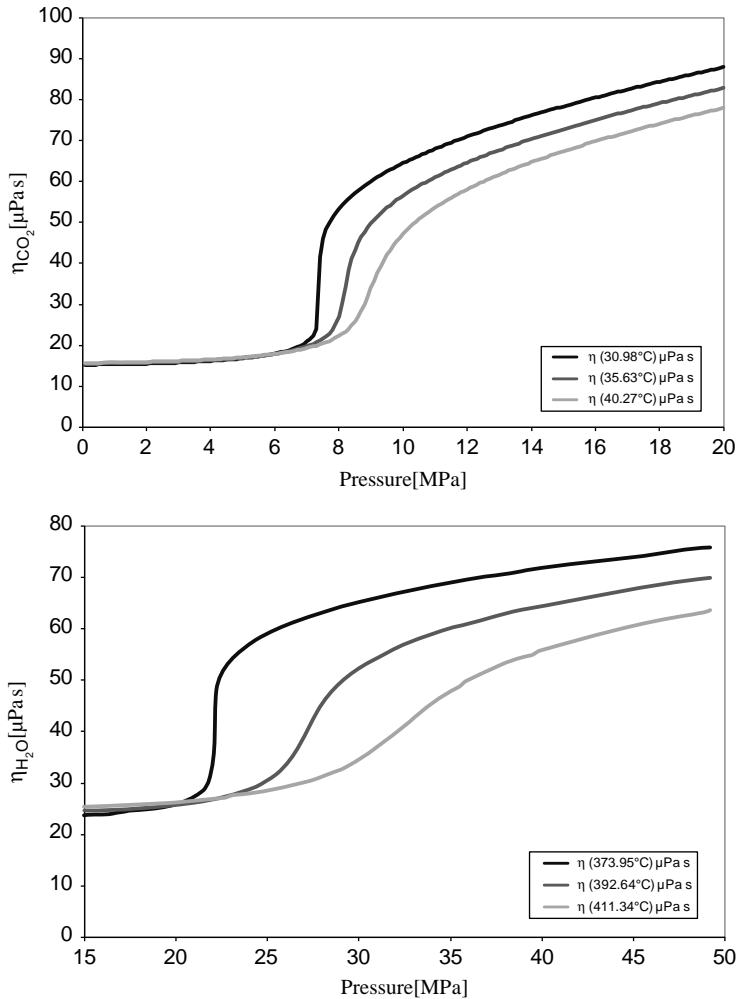 100
90
80
70
60
50
40
30
20
10
0
ηCO₂[µPa s]
0 2 4 6 8 10 12 14 16 18 20
Pressure[MPa]
η (30.98°C) µPa s
η (35.63°C) µPa s
η (40.27°C) µPa s
80
70
60
50
40
30
20
10
0
ηH₂O[µPa s]
15 20 25 30 35 40 45 50
Pressure[MPa]
η (373.95°C) µPa s
η (392.64°C) µPa s
η (411.34°C) µPa s